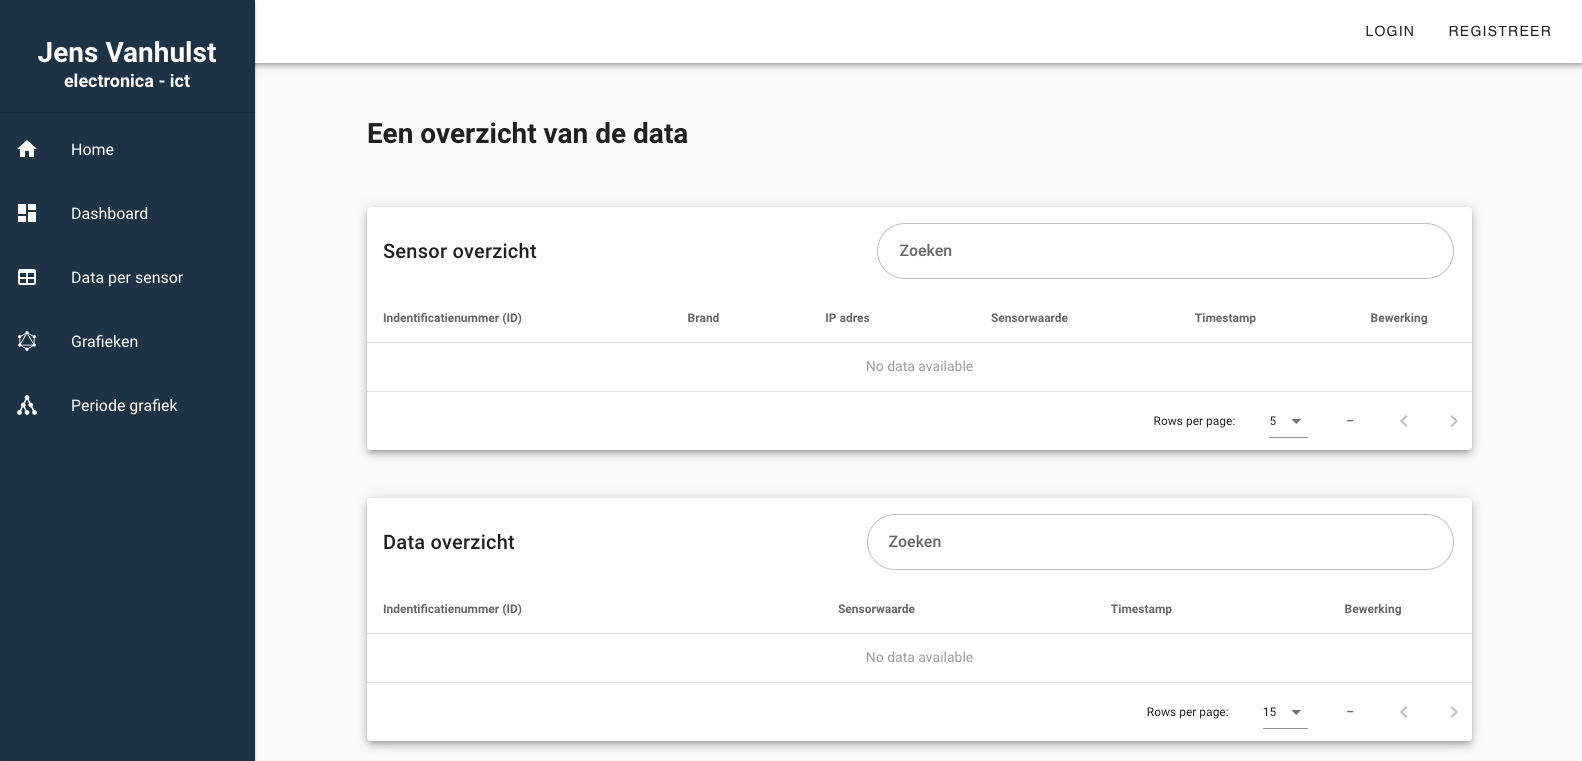 Jens Vanhulst
electronica - ict
LOGIN REGISTREER
Home
Dashboard
Data per sensor
Grafieken
Periode grafiek
Een overzicht van de data
Sensor overzicht Zoeken
Indentificatienummer (ID) Brand IP adres Sensorwaarde Timestamp Bewerking
No data available
Rows per page: 5 –
Data overzicht Zoeken
Indentificatienummer (ID) Sensorwaarde Timestamp Bewerking
No data available
Rows per page: 15 –